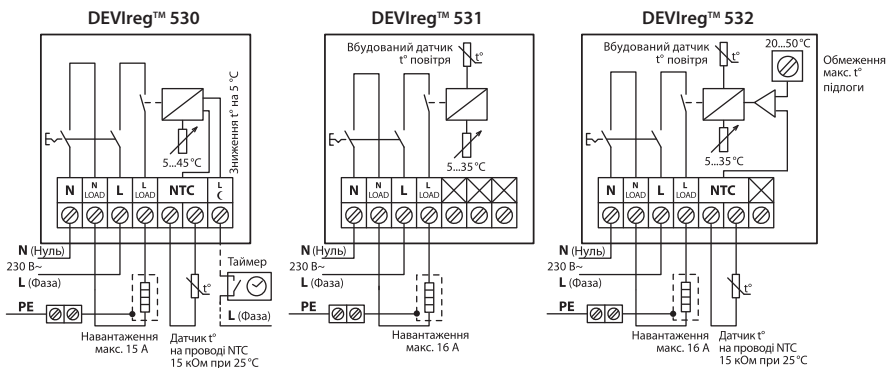 DEVIreg™ 530
Зниження t° на 5 °C
5...45 °C
N
N LOAD
L
L LOAD
NTC
L
N (Нуль)
230 В~
L (Фаза)
PE
Навантаження
макс. 15 А
t°
Датчик t°
на проводі NTC
15 кОм при 25 °C
Таймер
L (Фаза)
DEVIreg™ 531
Вбудований датчик
t° повітря
t°
5...35 °C
N
N LOAD
L
L LOAD
N (Нуль)
230 В~
L (Фаза)
PE
Навантаження
макс. 16 А
DEVIreg™ 532
Вбудований датчик
t° повітря
t°
20...50 °C
Обмеження
макс. t°
підлоги
5...35 °C
N
N LOAD
L
L LOAD
NTC
N (Нуль)
230 В~
L (Фаза)
PE
Навантаження
макс. 16 А
t°
Датчик t°
на проводі NTC
15 кОм при 25 °C